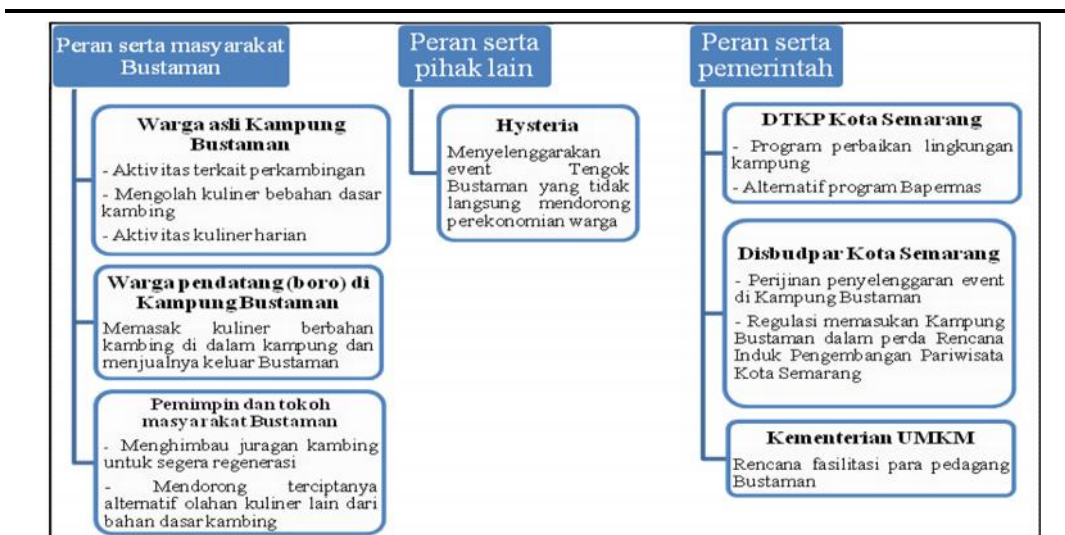 Peran serta masyarakat
Bustaman
Warga asli Kampung
Bustaman
- Aktivitas terkait perkambingan
- Mengolah kuliner bebahan dasar
kambing
- Aktivitas kuliner harian
Warga pendatang (boro) di
Kampung Bustaman
Memasak kuliner berbahan
kambing di dalam kampung dan
menjualnya keluar Bustaman
Pemimpin dan tokoh
masyarakat Bustaman
- Menghimbau juragan kambing
untuk segera regenerasi
- Mendorong terciptanya
alternatif olahan kuliner lain dari
bahan dasar kambing
Peran serta
pihak lain
Hysteria
Menyelenggarakan
event Tengok
Bustaman yang tidak
langsung mendorong
perekonomian warga
Peran serta
pemerintah
DTKP Kota Semarang
- Program perbaikan lingkungan
kampung
- Alternatif program Bapermas
Disbudpar Kota Semarang
- Perijinan penyelenggaran event
di Kampung Bustaman
- Regulasi memasukan Kampung
Bustaman dalam perda Rencana
Induk Pengembangan Pariwisata
Kota Semarang
Kementerian UMKM
Rencana fasilitasi para pedagang
Bustaman